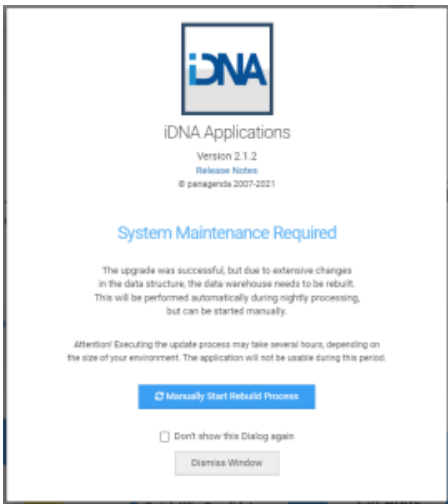 iDNA
iDNA Applications
Version 2.1.2
Release Notes
© panagenda 2007-2021
System Maintenance Required
The upgrade was successful, but due to extensive changes
in the data structure, the data warehouse needs to be rebuilt.
This will be performed automatically during nightly processing,
but can be started manually.
Attention! Executing the update process may take several hours, depending on
the size of your environment. The application will not be usable during this period.
Manually Start Rebuild Process
Don't show this Dialog again
Dismiss Window